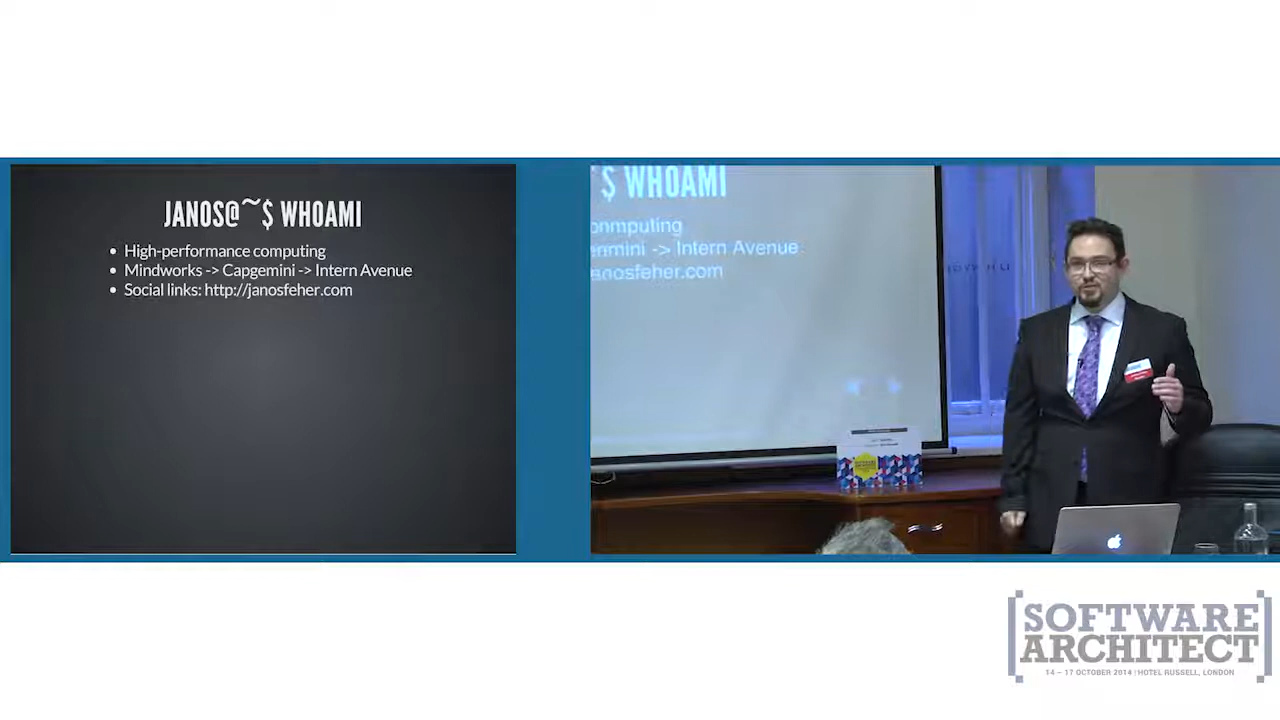 JANOS@~$ WHOAMI
• High-performance computing
• Mindworks -> Capgemini -> Intern Avenue
• Social links: http://janosfeher.com
$ WHOAMI
omputing
emini -> Intern Avenue
janosfeher.com
[SOFTWARE
ARCHITECT]
14 – 17 OCTOBER 2014 | HOTEL RUSSELL, LONDON